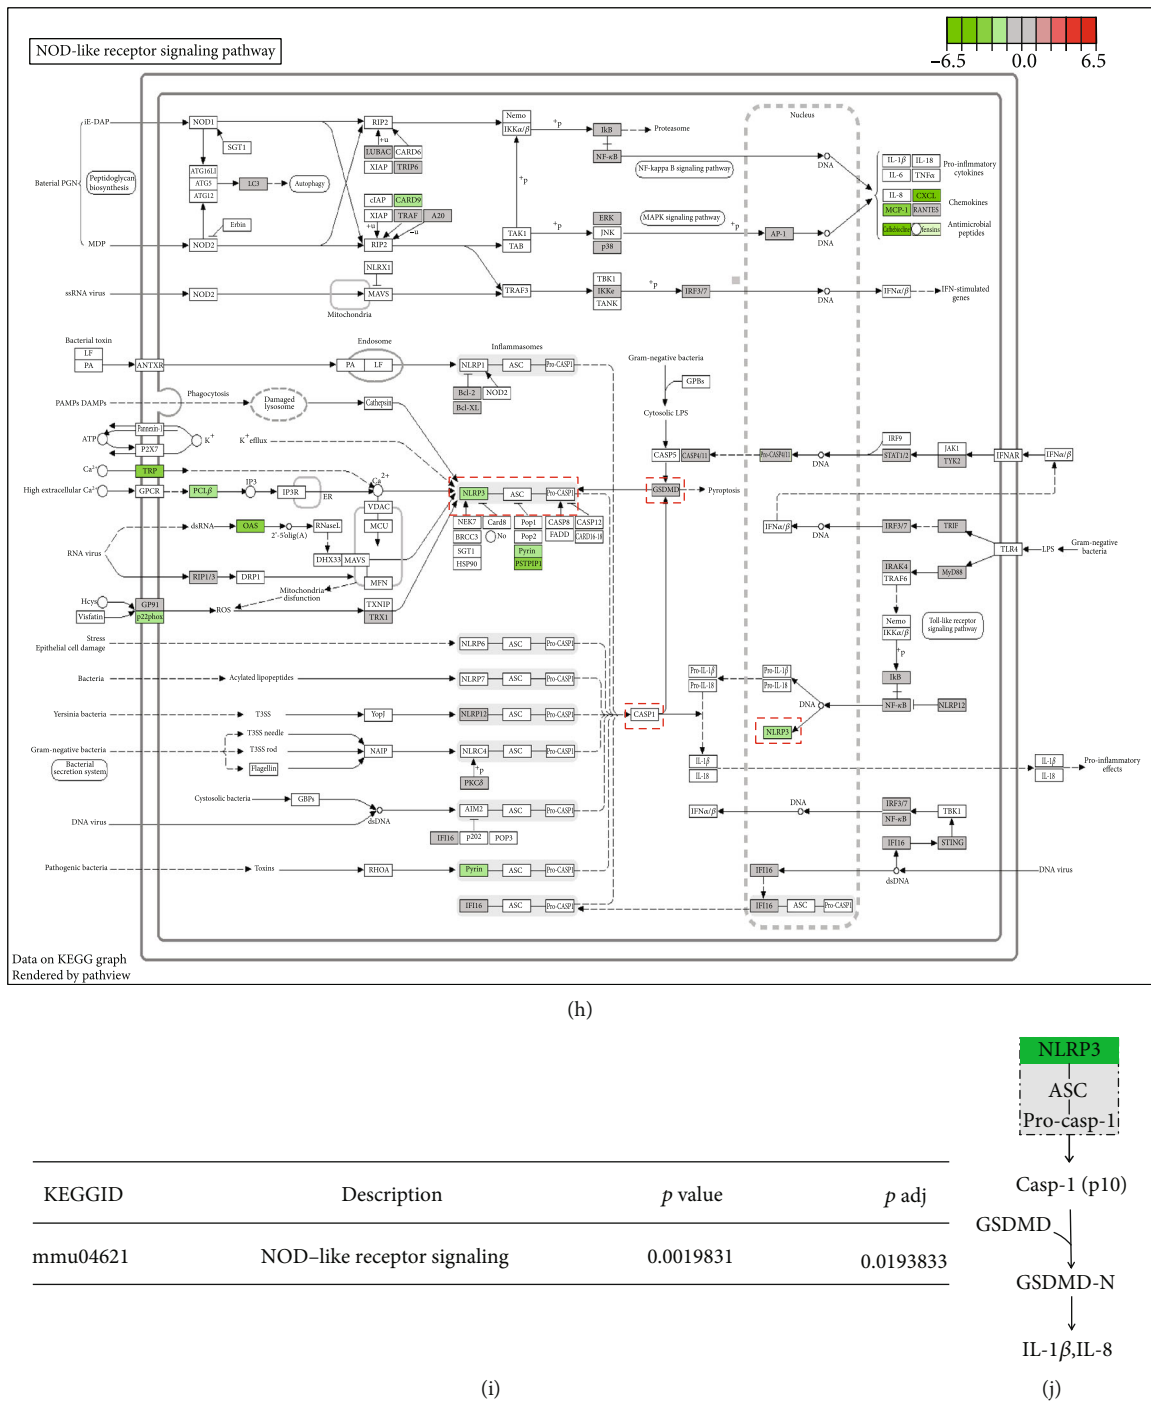 NOD-like receptor signaling pathway
−6.5 0.0 6.5
Nucleus
iE-DAP
NOD1
SGT1
Baterial PGN
Peptidoglycan
biosynthesis
ATG16LI
ATG5
ATG12
LC3
Autophagy
Erbin
MDP
NOD2
RIP2
+u
LUBAC CARD6
XIAP TRIP6
cIAP CARD9
XIAP TRAF A20
+u
−u
RIP2
Nemo
IKKα/β
+p
+p
TAK1
TAB
+p
IkB
NF-κB
Proteasome
NF-kappa B signaling pathway
DNA
ERK
JNK
p38
MAPK signaling pathway
+p
AP-1
DNA
IL-1β IL-18
IL-6 TNFα
Pro-inflammatory
cytokines
IL-8 CXCL
MCP-1 RANTES
Chemokines
Antimicrobial
peptides
ssRNA virus
NOD2
NLRX1
MAVS
Mitochondria
TRAF3
TBK1
IKKe
TANK
+p
IRF3/7
DNA
IFNα/β
IFN-stimulated
genes
Bacterial toxin
LF
PA
ANTXR
Endosome
PA LF
Inflammasomes
NLRP1 ASC Pro-CASP1
Bcl-2 NOD2
Bcl-XL
Gram-negative bacteria
GPBs
Cytosolic LPS
PAMPs DAMPs
Phagocytosis
Damaged
lysosome
Cathepsin
ATP
Pannexin-1
P2X7
K+
K+ efflux
CASP5 CASP4/11
Pro-CASP4/11
DNA
IRF9
STAT1/2
JAK1
TYK2
IFNAR
IFNα/β
Ca2+
TRP
High extracellular Ca2+
GPCR
PCLβ
IP3
IP3R
ER
Ca2+
VDAC
MCU
MAVS
MFN
NLRP3 ASC Pro-CASP1
NEK7
BRCC3
SGT1
HSP90
Card8
No
Pop1
Pop2
Pyrin
PSTPIP1
CASP8
FADD
CASP12
CARD16-18
GSDMD
Pyroptosis
RNA virus
dsRNA
OAS
2'-5'olig(A)
RNaseL
DHX33
RIP1/3
DRP1
Mitochondria
disfunction
Hcys
Visfatin
GP91
p22phox
ROS
TXNIP
TRX1
IFNα/β
DNA
IRF3/7
TRIF
TLR4
LPS
Gram-negative
bacteria
IRAK4
TRAF6
MyD88
Nemo
IKKα/β
+p
Toll-like receptor
signaling pathway
IkB
NF-κB
NLRP12
DNA
NLRP3
Stress
Epithelial cell damage
NLRP6 ASC Pro-CASP1
Bacteria
Acylated lipopeptides
NLRP7 ASC Pro-CASP1
Yersinia bacteria
T3SS
YopJ
NLRP12 ASC Pro-CASP1
CASP1
Pro-IL-1β
Pro-IL-18
Pro-IL-1β
Pro-IL-18
IL-1β
IL-18
IL-1β
IL-18
Pro-inflammatory
effects
Gram-negative bacteria
Bacterial
secretion system
T3SS needle
T3SS rod
Flagellin
NAIP
NLRC4 ASC Pro-CASP1
+p
PKCδ
Cystosolic bacteria
GBPs
DNA virus
dsDNA
AIM2 ASC Pro-CASP1
IFI16 p202 POP3
IFNα/β
DNA
IRF3/7
NF-κB
TBK1
IFI16
STING
Pathogenic bacteria
Toxins
RHOA
Pyrin ASC Pro-CASP1
IFI16
dsDNA
DNA virus
IFI16 ASC Pro-CASP1
IFI16 ASC Pro-CASP1
Data on KEGG graph
Rendered by pathview
(h)
KEGGID Description p value p adj
mmu04621 NOD–like receptor signaling 0.0019831 0.0193833
(i)
NLRP3
ASC
Pro-casp-1
Casp-1 (p10)
GSDMD
GSDMD-N
IL-1β,IL-8
(j)